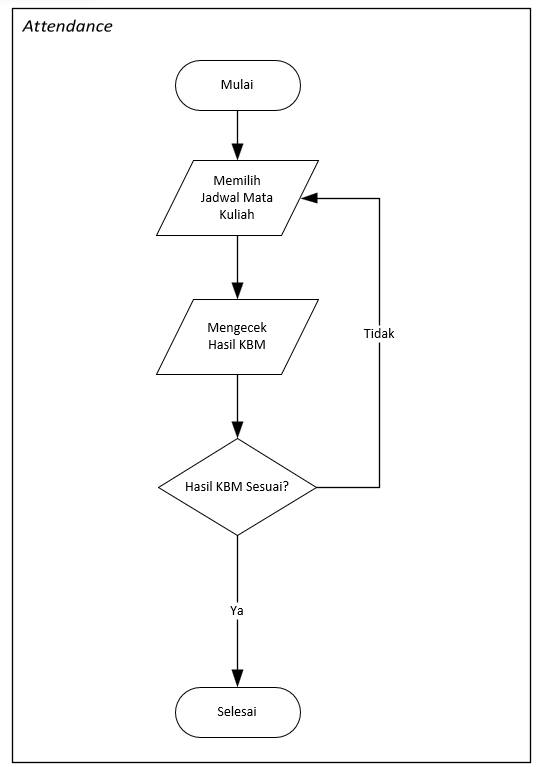 Attendance
Mulai
Memilih
Jadwal Mata
Kuliah
Mengecek
Hasil KBM
Tidak
Hasil KBM Sesuai?
Ya
Selesai